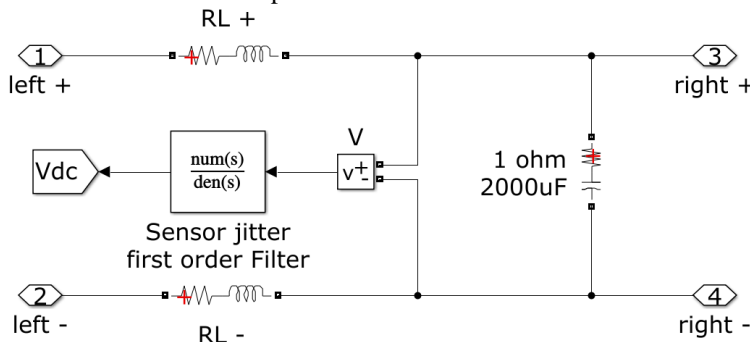 RL +
1
left +
3
right +
V
Vdc
num(s)
den(s)
v+-
1 ohm
2000uF
Sensor jitter
first order Filter
2
left -
RL -
4
right -